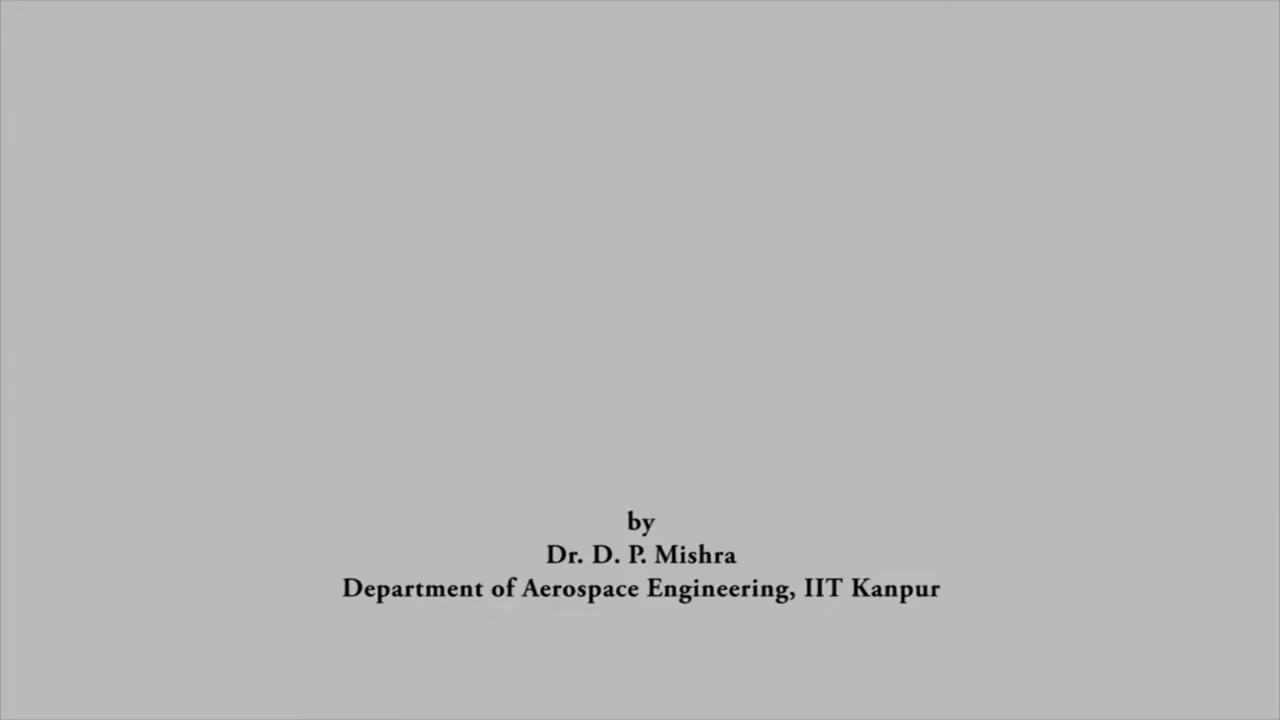 by
Dr. D. P. Mishra
Department of Aerospace Engineering, IIT Kanpur